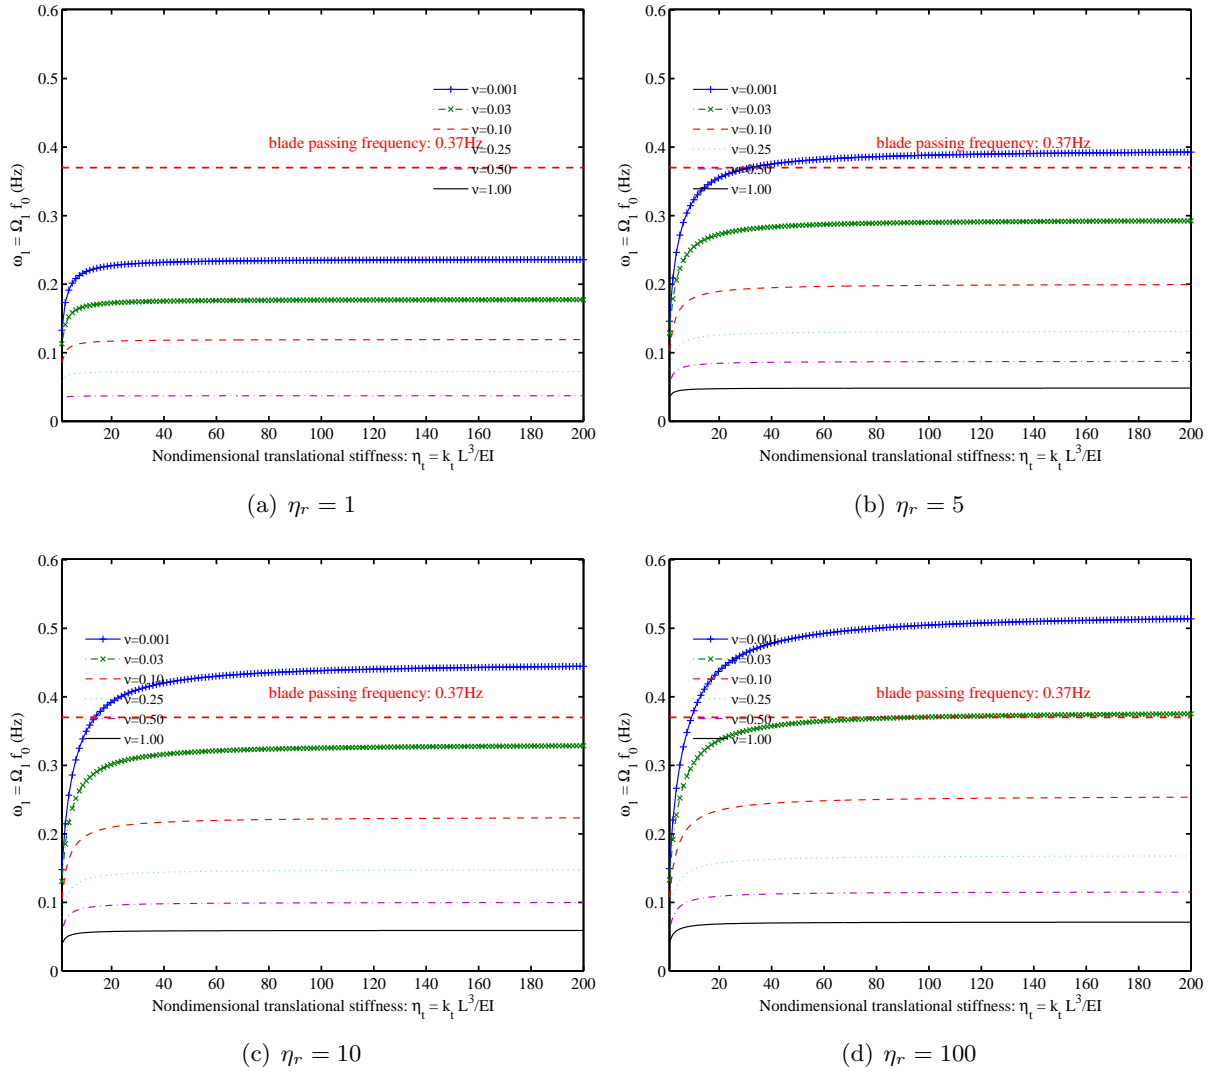 0.6
0.5
0.4
0.3
0.2
0.1
0
ω₁ = Ω₁ f₀ (Hz)
ν=0.001
ν=0.03
ν=0.10
ν=0.25
ν=0.50
ν=1.00
blade passing frequency: 0.37Hz
20 40 60 80 100 120 140 160 180 200
Nondimensional translational stiffness: ηₜ = kₜ L³/EI
(a) ηᵣ = 1
0.6
0.5
0.4
0.3
0.2
0.1
0
ω₁ = Ω₁ f₀ (Hz)
ν=0.001
ν=0.03
ν=0.10
ν=0.25
ν=0.50
ν=1.00
blade passing frequency: 0.37Hz
20 40 60 80 100 120 140 160 180 200
Nondimensional translational stiffness: ηₜ = kₜ L³/EI
(b) ηᵣ = 5
0.6
0.5
0.4
0.3
0.2
0.1
0
ω₁ = Ω₁ f₀ (Hz)
ν=0.001
ν=0.03
ν=0.10
ν=0.25
ν=0.50
ν=1.00
blade passing frequency: 0.37Hz
20 40 60 80 100 120 140 160 180 200
Nondimensional translational stiffness: ηₜ = kₜ L³/EI
(c) ηᵣ = 10
0.6
0.5
0.4
0.3
0.2
0.1
0
ω₁ = Ω₁ f₀ (Hz)
ν=0.001
ν=0.03
ν=0.10
ν=0.25
ν=0.50
ν=1.00
blade passing frequency: 0.37Hz
20 40 60 80 100 120 140 160 180 200
Nondimensional translational stiffness: ηₜ = kₜ L³/EI
(d) ηᵣ = 100